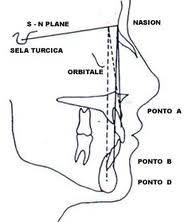 S - N PLANE
NASION
SELA TURCICA
ORBITALE
PONTO A
PONTO B
PONTO D